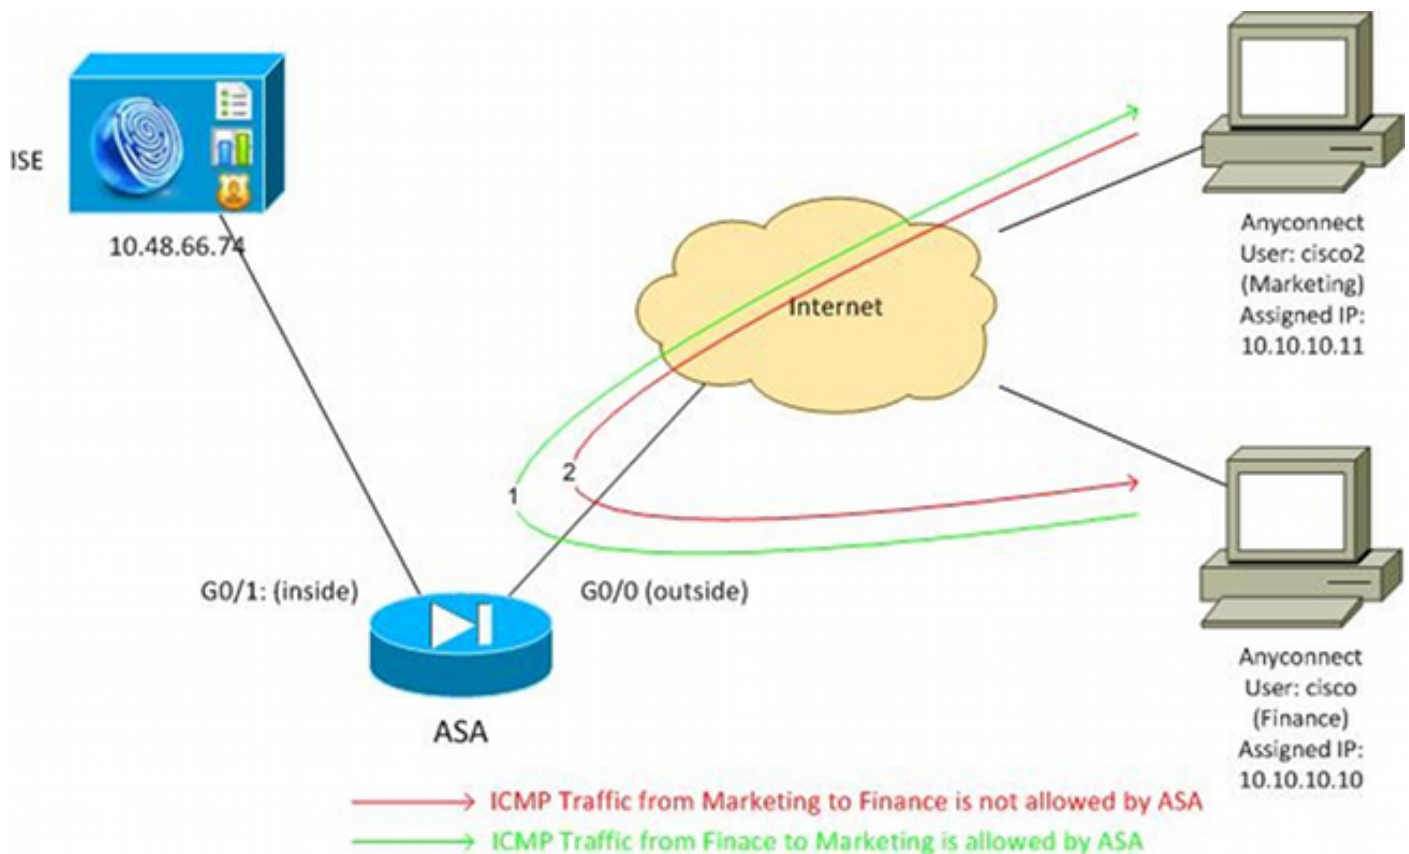 ISE
10.48.66.74
Internet
Anyconnect
User: cisco2
(Marketing)
Assigned IP:
10.10.10.11
1
2
G0/1: (inside)
G0/0 (outside)
ASA
Anyconnect
User: cisco
(Finance)
Assigned IP:
10.10.10.10
ICMP Traffic from Marketing to Finance is not allowed by ASA
ICMP Traffic from Finace to Marketing is allowed by ASA